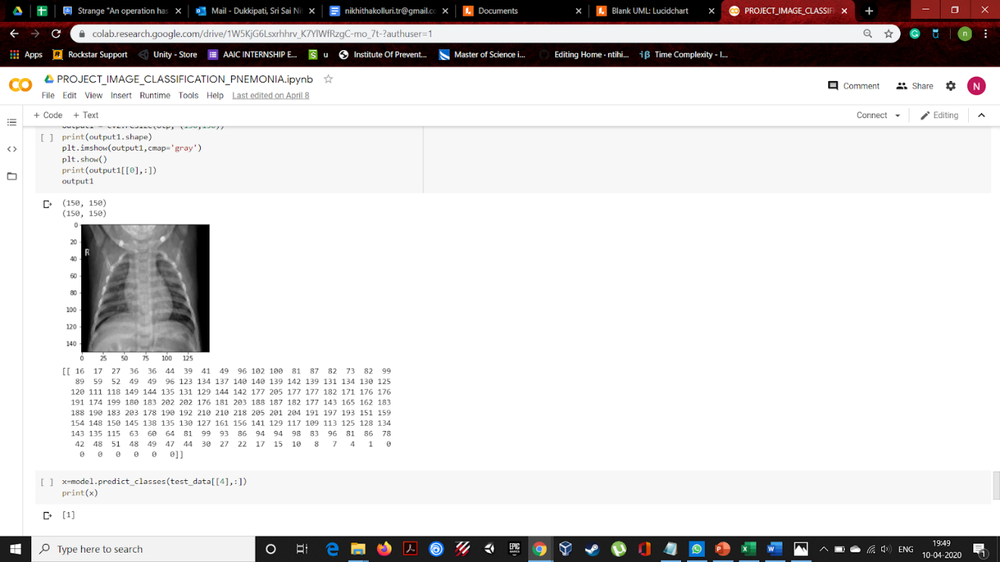 Strange "An operation has
Mail - Dukkipati, Sri Sai Ni
nikhithakolluri.tr@gmail.co
Documents
Blank UML: Lucidchart
PROJECT_IMAGE_CLASSIFI
colab.research.google.com/drive/1W5KjG6Lsxrhhrv_K7YlWfRzgC-mo_7t-?authuser=1
n
Apps
Rockstar Support
Unity - Store
AAIC INTERNSHIP E...
u
Institute Of Prevent...
Master of Science i...
Editing Home • ntihi...
Time Complexity - I...
PROJECT_IMAGE_CLASSIFICATION_PNEMONIA.ipynb
File Edit View Insert Runtime Tools Help Last edited on April 8
Comment Share N
+ Code + Text
Connect Editing
[ ] print(output1.shape)
plt.imshow(output1,cmap='gray')
plt.show()
print(output1[[0],:])
output1
(150, 150)
(150, 150)
0
20
40
60
80
100
120
140
R
0 25 50 75 100 125
[[ 16 17 27 36 36 44 39 41 49 96 102 100 81 87 82 73 82 99
89 59 52 49 49 96 123 134 137 140 140 139 142 139 131 134 130 125
120 111 118 149 144 135 131 129 144 142 177 205 177 177 182 171 176 176
191 174 199 180 183 202 202 176 181 203 188 187 182 177 143 165 162 183
188 190 183 203 178 190 192 210 210 218 205 201 204 191 197 193 151 159
154 148 150 145 138 135 130 127 161 156 141 129 117 109 113 125 128 134
143 135 115 63 60 64 81 99 93 86 94 94 98 83 96 81 86 78
42 48 51 48 49 47 44 30 27 22 17 15 10 8 7 4 1 0
0 0 0 0 0 0]]
[ ] x=model.predict_classes(test_data[[4],:])
print(x)
[1]
Type here to search
EPIC GAMES
ENG
19:49
10-04-2020
1